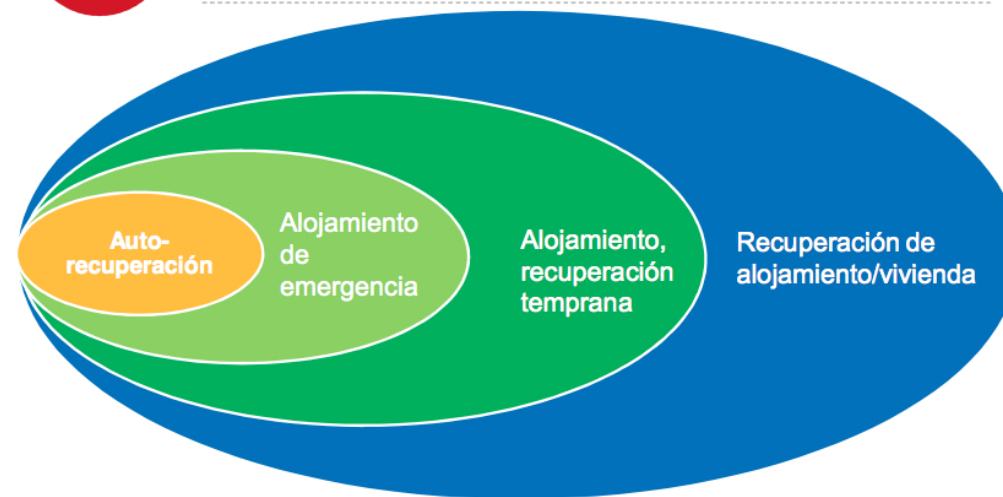 Auto-
recuperación
Alojamiento
de
emergencia
Alojamiento,
recuperación
temprana
Recuperación de
alojamiento/vivienda